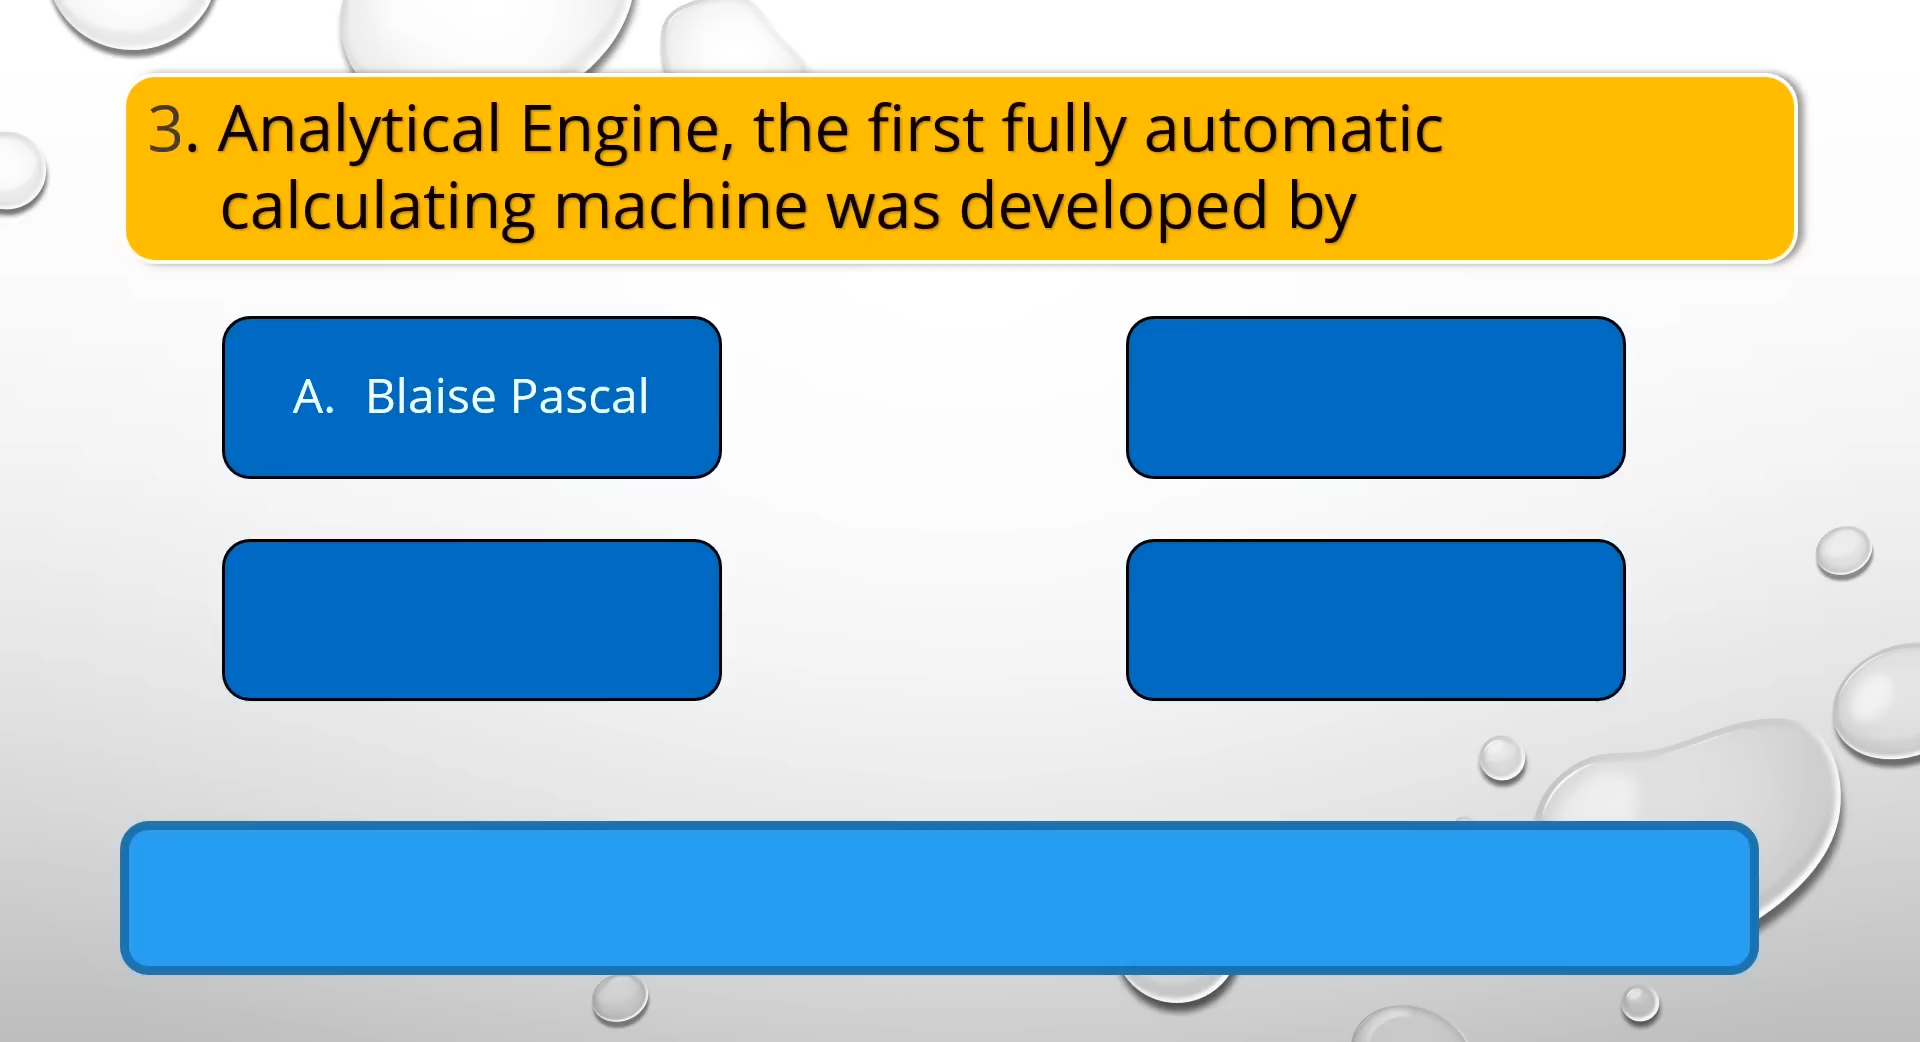 3. Analytical Engine, the first fully automatic
calculating machine was developed by
A. Blaise Pascal